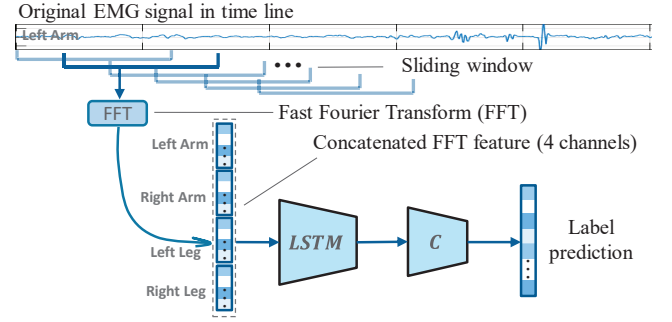 Original EMG signal in time line
Left Arm
Sliding window
FFT
Fast Fourier Transform (FFT)
Left Arm
Concatenated FFT feature (4 channels)
Right Arm
LSTM
C
Label
prediction
Left Leg
Right Leg